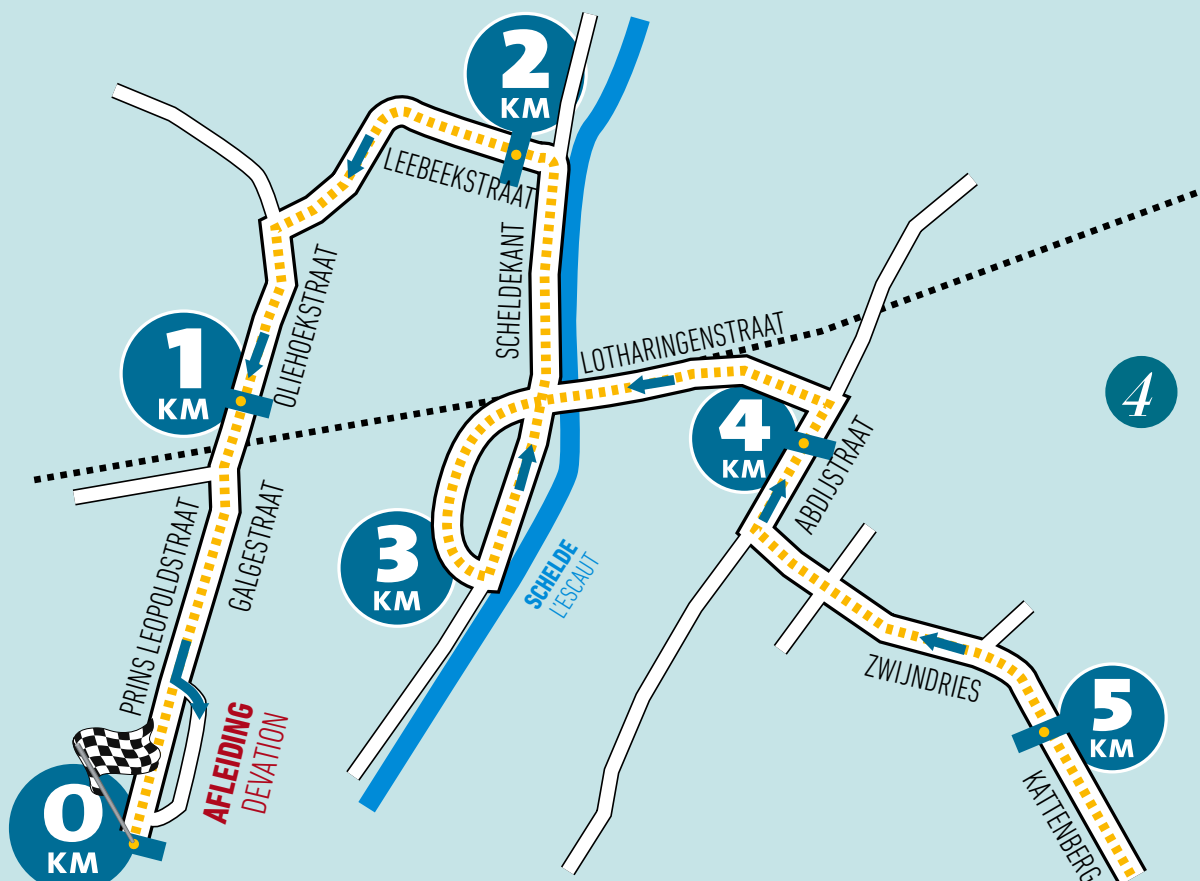 2
KM
LEEBEEKSTRAAT
SCHELDEKANT
OLIEHOEKSTRAAT
1
KM
LOTHARINGENSTRAAT
4
4
KM
ABDIJSTRAAT
PRINS LEOPOLDSTRAAT
GALGESTRAAT
3
KM
SCHELDE
L'ESCAUT
ZWIJNDRIES
5
KM
AFLEIDING
DEVATION
0
KM
KATTENBERG